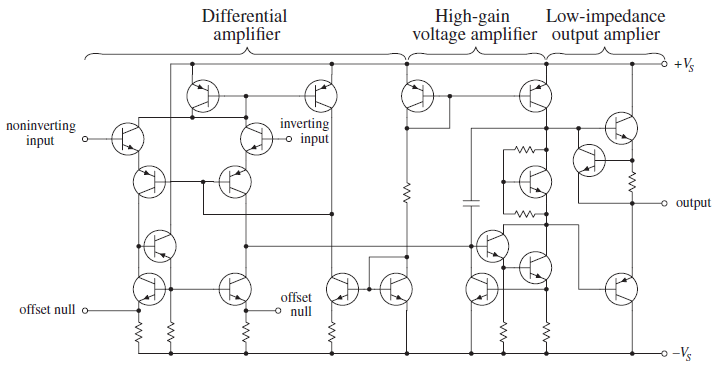 Differential
amplifier
High-gain
voltage amplifier
Low-impedance
output amplier
+V_S
noninverting
input
inverting
input
output
offset null
offset
null
−V_S